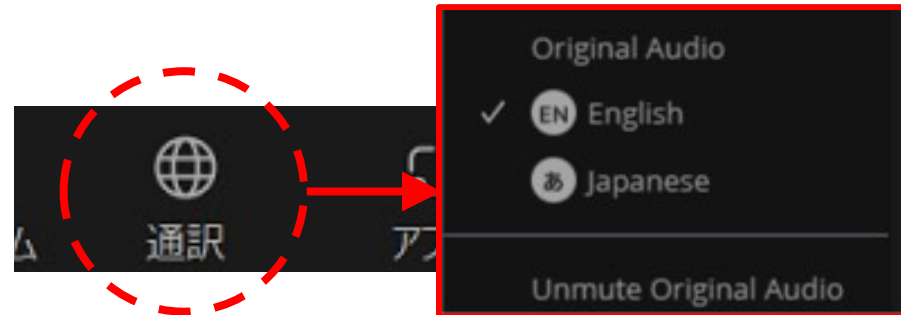 通訳
Original Audio
EN English
あ Japanese
Unmute Original Audio